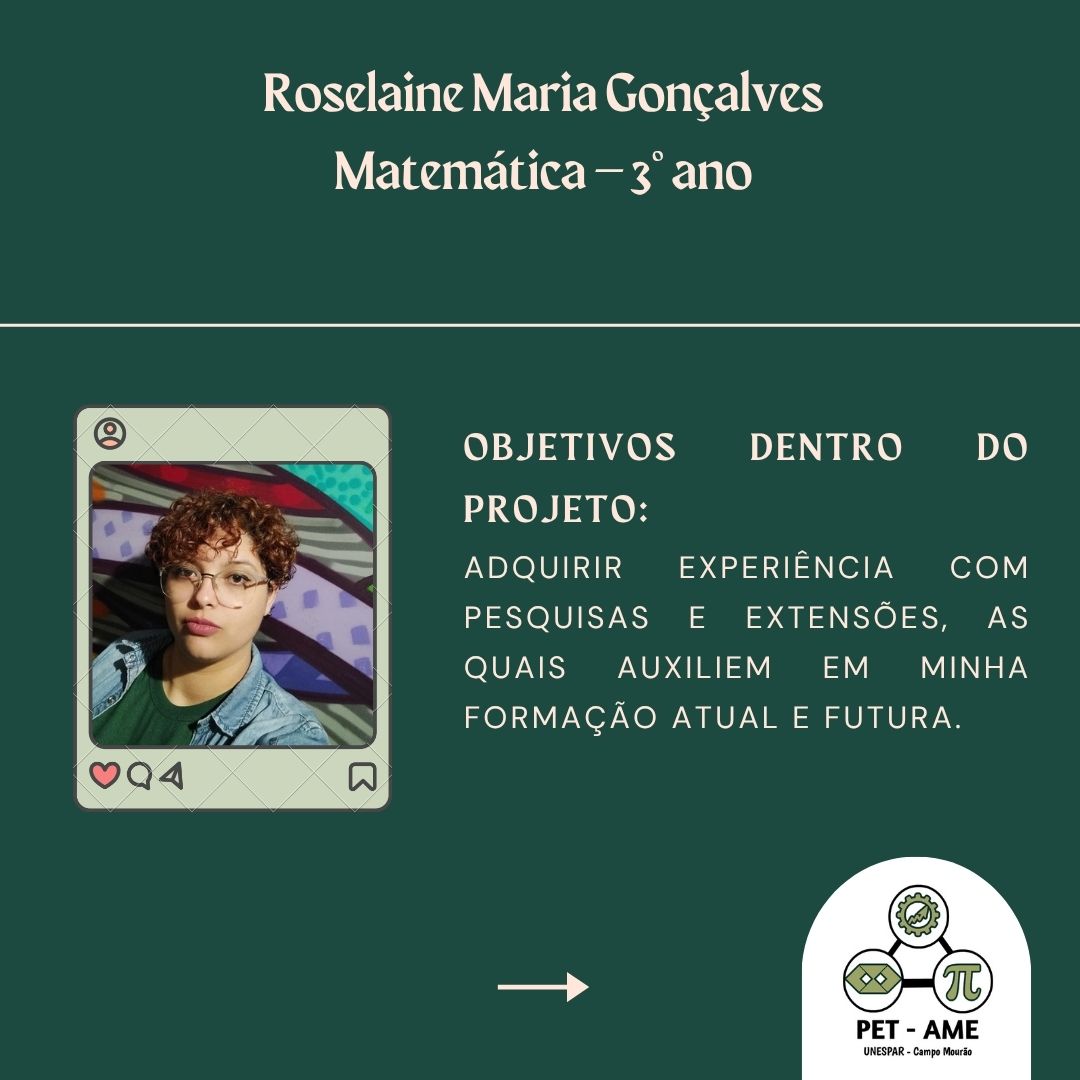 Roselaine Maria Gonçalves
Matemática – 3° ano
OBJETIVOS DENTRO DO
PROJETO:
ADQUIRIR EXPERIÊNCIA COM
PESQUISAS E EXTENSÕES, AS
QUAIS AUXILIEM EM MINHA
FORMAÇÃO ATUAL E FUTURA.
π
PET - AME
UNESPAR - Campo Mourão